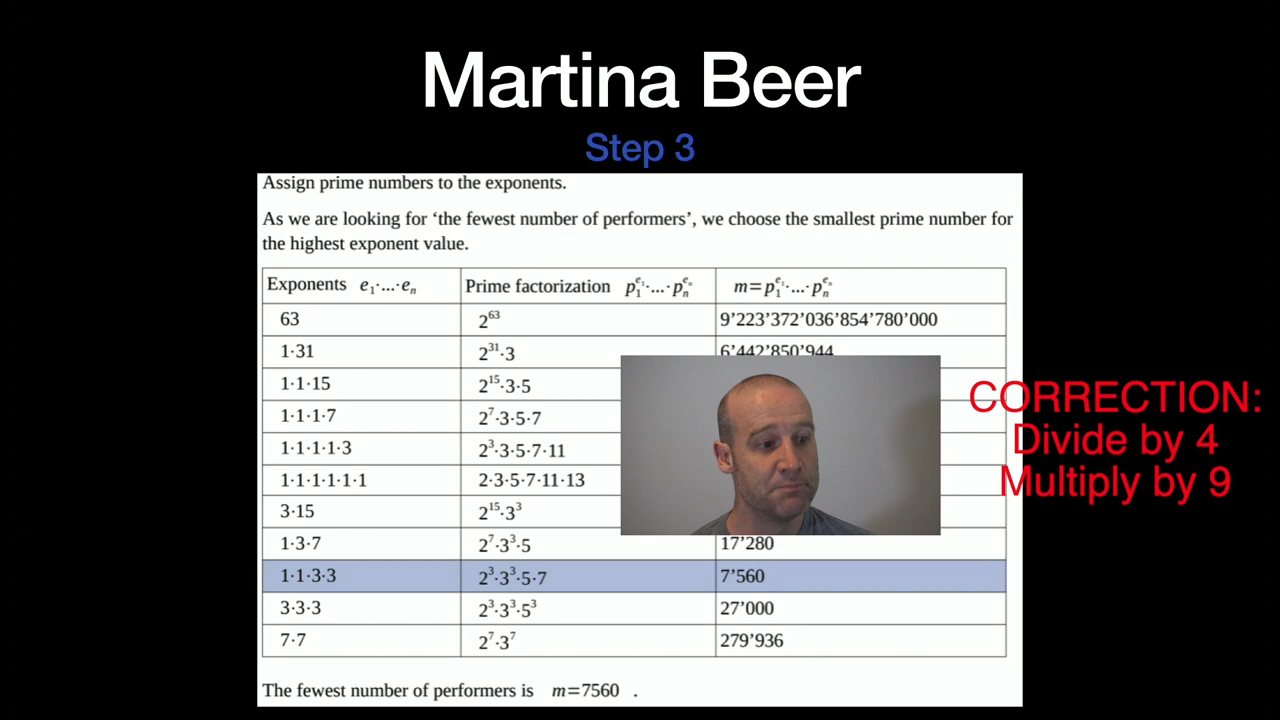 Martina Beer
Step 3
Assign prime numbers to the exponents.
As we are looking for ‘the fewest number of performers’, we choose the smallest prime number for
the highest exponent value.
Exponents e₁·...·eₙ Prime factorization p₁^e₁·...·pₙ^eₙ m=p₁^e₁·...·pₙ^eₙ
63 2⁶³ 9’223’372’036’854’780’000
1·31 2³¹·3 6’442’850’944
1·1·15 2¹⁵·3·5
1·1·1·7 2⁷·3·5·7
1·1·1·1·3 2³·3·5·7·11
1·1·1·1·1·1 2·3·5·7·11·13
3·15 2¹⁵·3³
1·3·7 2⁷·3³·5 17’280
1·1·3·3 2³·3³·5·7 7’560
3·3·3 2³·3³·5³ 27’000
7·7 2⁷·3⁷ 279’936
The fewest number of performers is m=7560 .
CORRECTION:
Divide by 4
Multiply by 9